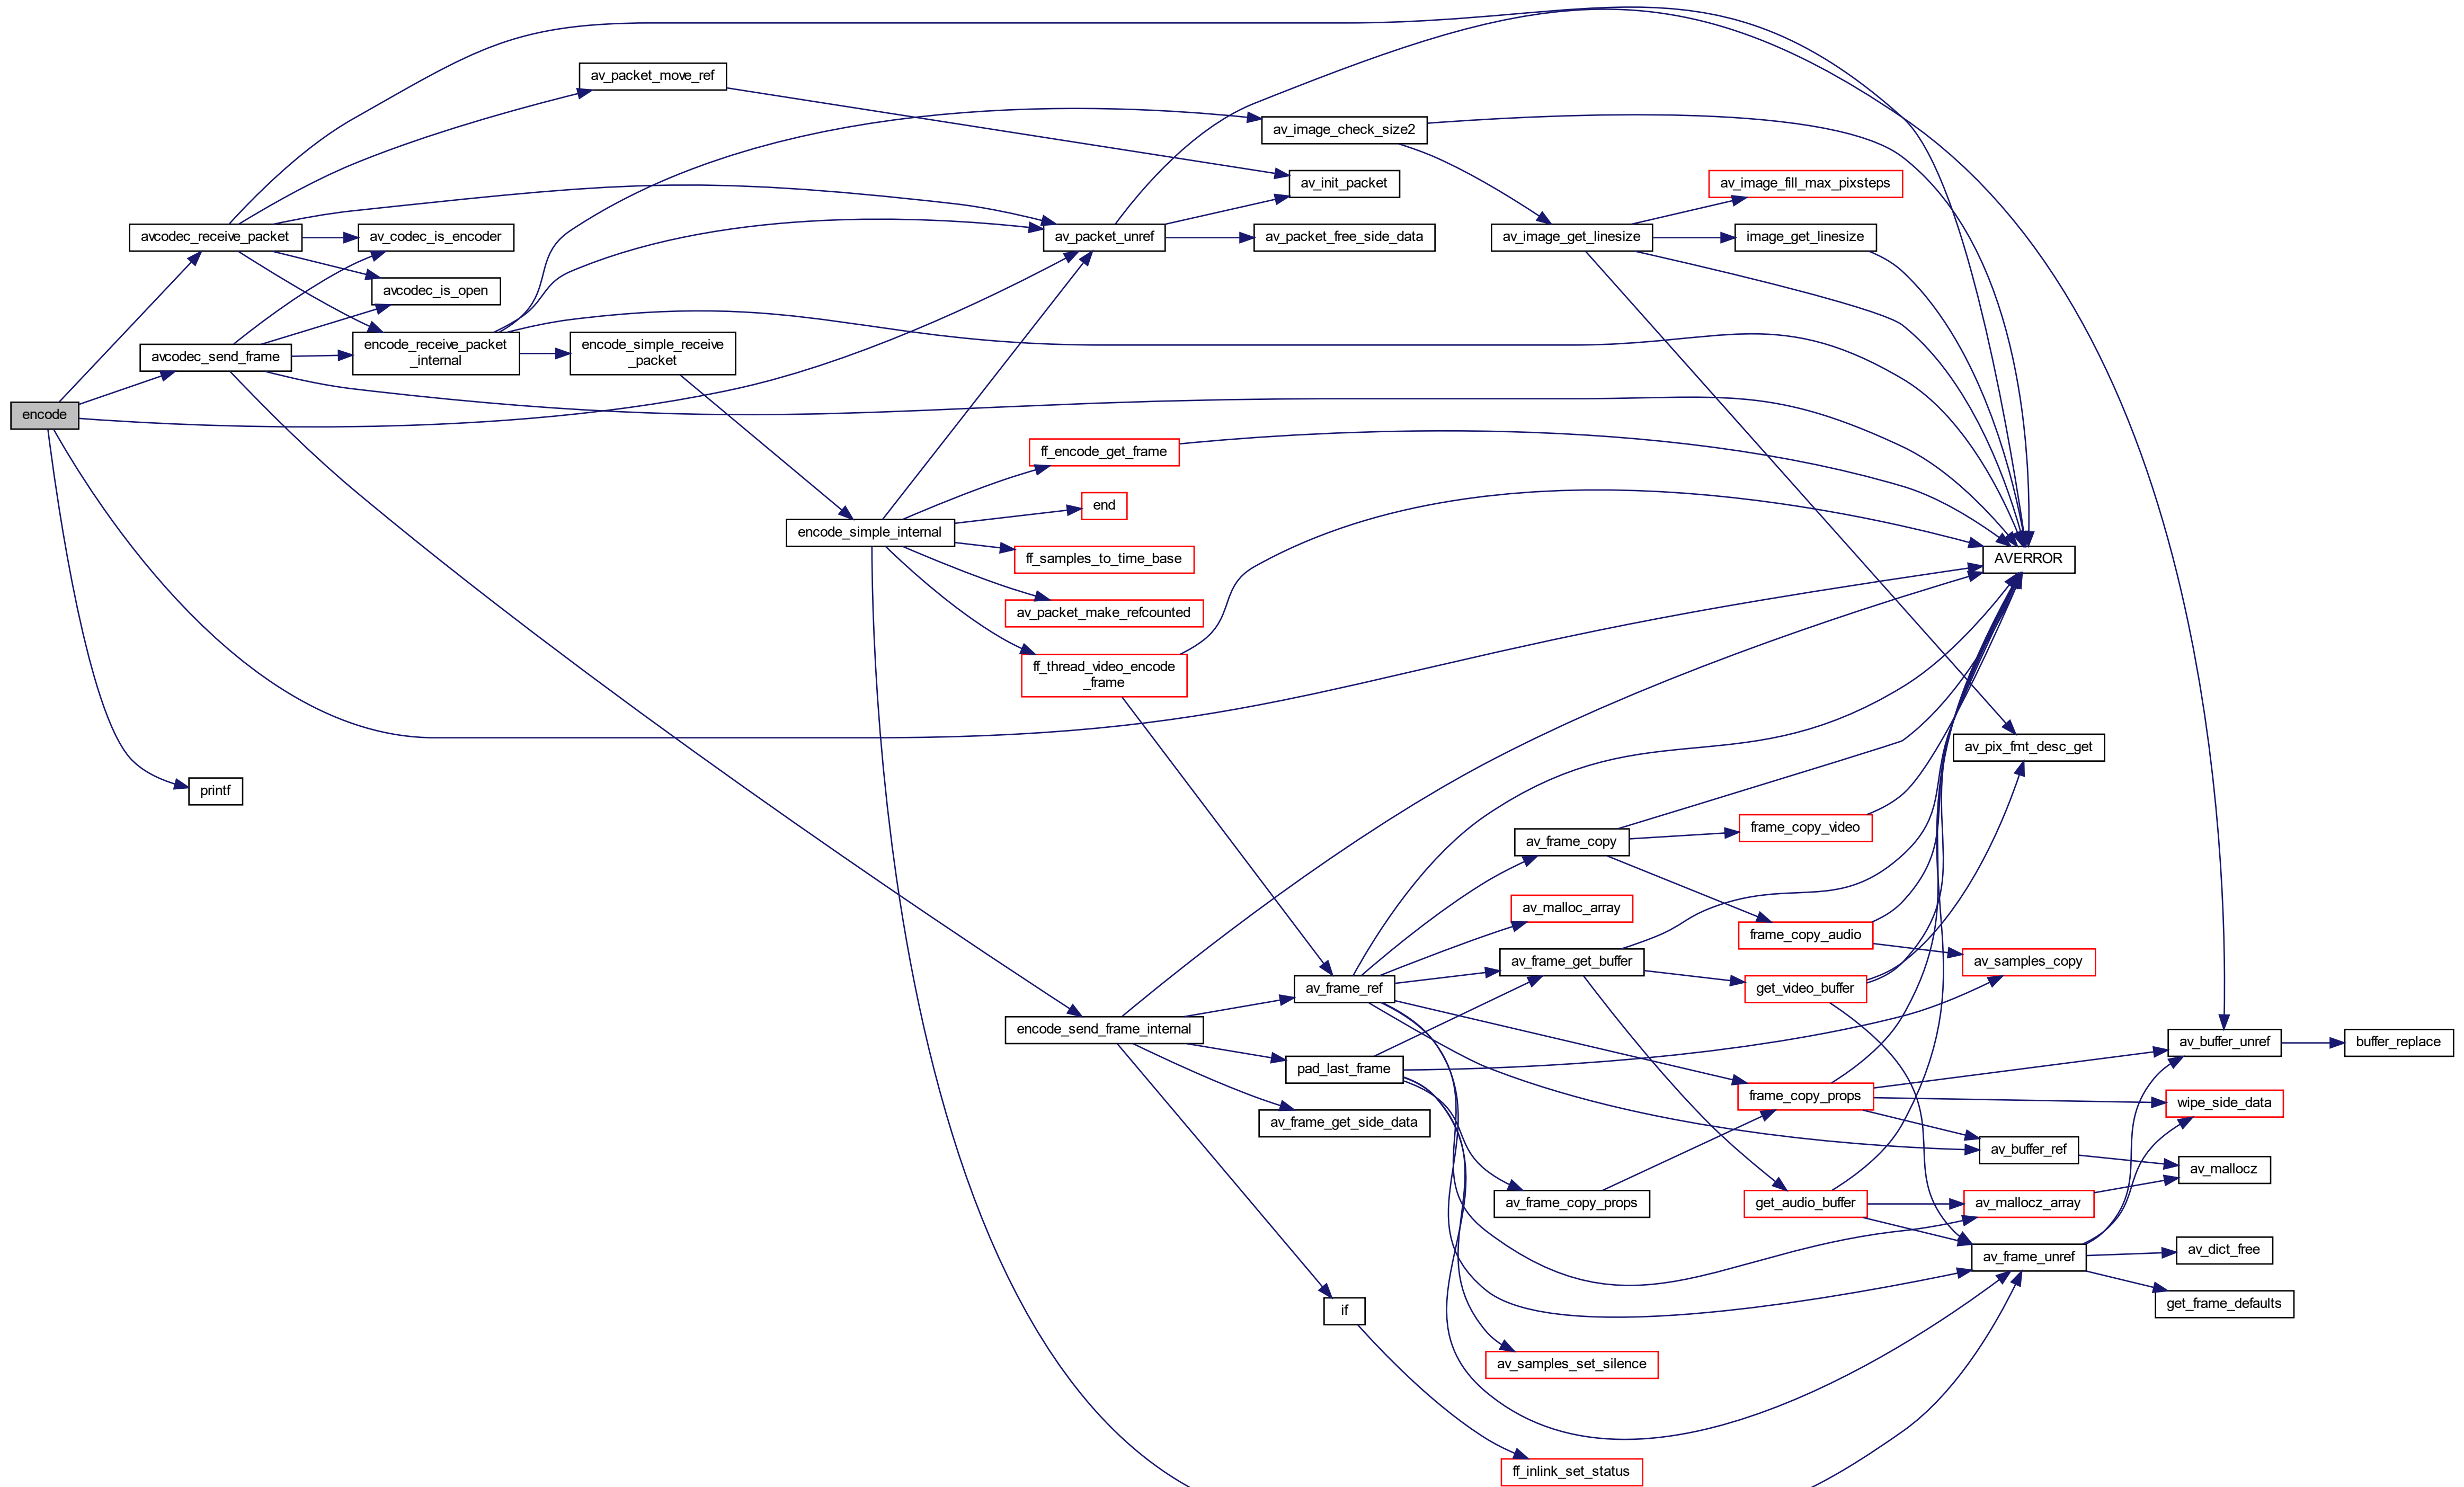 encode
avcodec_receive_packet
avcodec_send_frame
printf
av_codec_is_encoder
avcodec_is_open
encode_receive_packet
_internal
av_packet_move_ref
encode_simple_receive
_packet
encode_simple_internal
av_packet_unref
ff_encode_get_frame
end
ff_samples_to_time_base
av_packet_make_refcounted
ff_thread_video_encode
_frame
encode_send_frame_internal
av_image_check_size2
av_init_packet
av_packet_free_side_data
av_frame_ref
pad_last_frame
av_frame_get_side_data
if
av_image_get_linesize
av_frame_copy
av_malloc_array
av_frame_get_buffer
av_frame_copy_props
av_samples_set_silence
ff_inlink_set_status
av_image_fill_max_pixsteps
image_get_linesize
frame_copy_video
frame_copy_audio
get_video_buffer
frame_copy_props
get_audio_buffer
AVERROR
av_pix_fmt_desc_get
av_samples_copy
av_buffer_ref
av_mallocz_array
av_frame_unref
av_buffer_unref
wipe_side_data
av_mallocz
av_dict_free
get_frame_defaults
buffer_replace